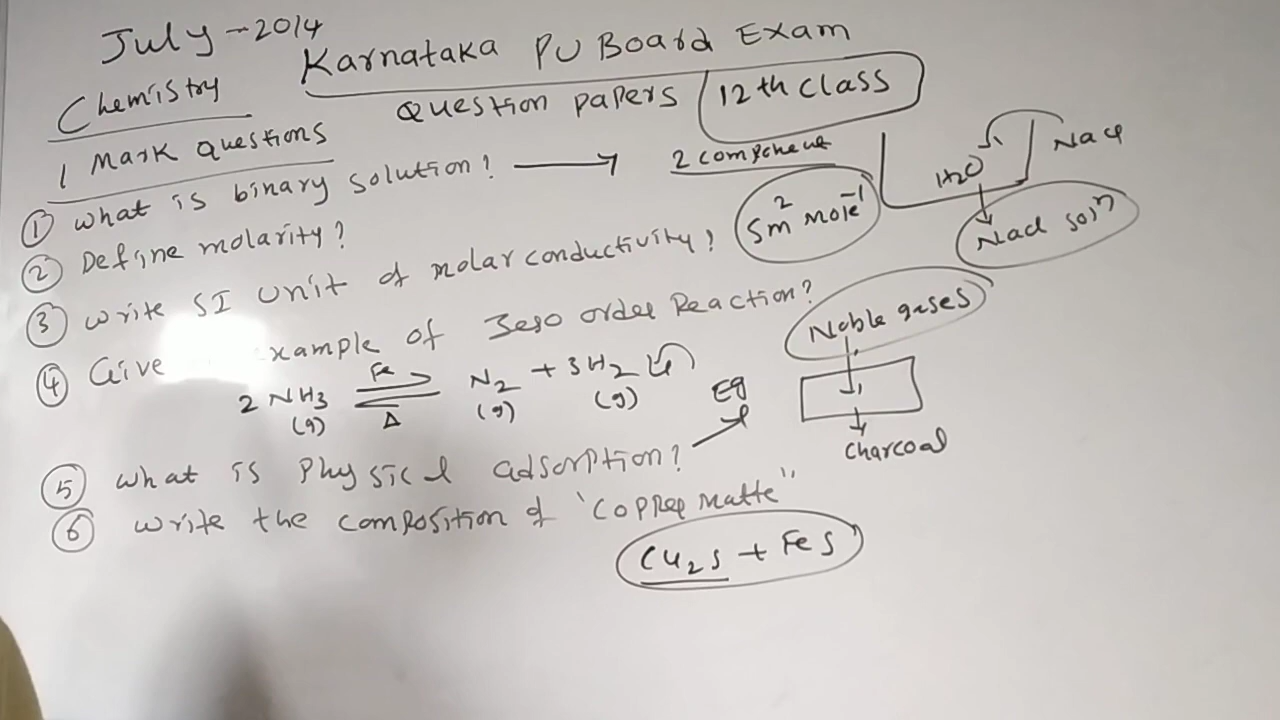 July - 2014
Karnataka PU Board Exam
Chemistry
Question papers 12th class
1 Mark questions
① What is binary solution? → 2 component
H2O NaCl
NaCl soln
② Define molarity?
③ Write SI unit of molar conductivity? Sm² mole⁻¹
④ Give example of Zero order Reaction?
2 NH3 (g) Fe Δ N2 (g) + 3H2 (g)
⑤ What is physical adsorption? Eg
Noble gases
charcoal
⑥ Write the composition of 'Copper Matte"
Cu2S + FeS